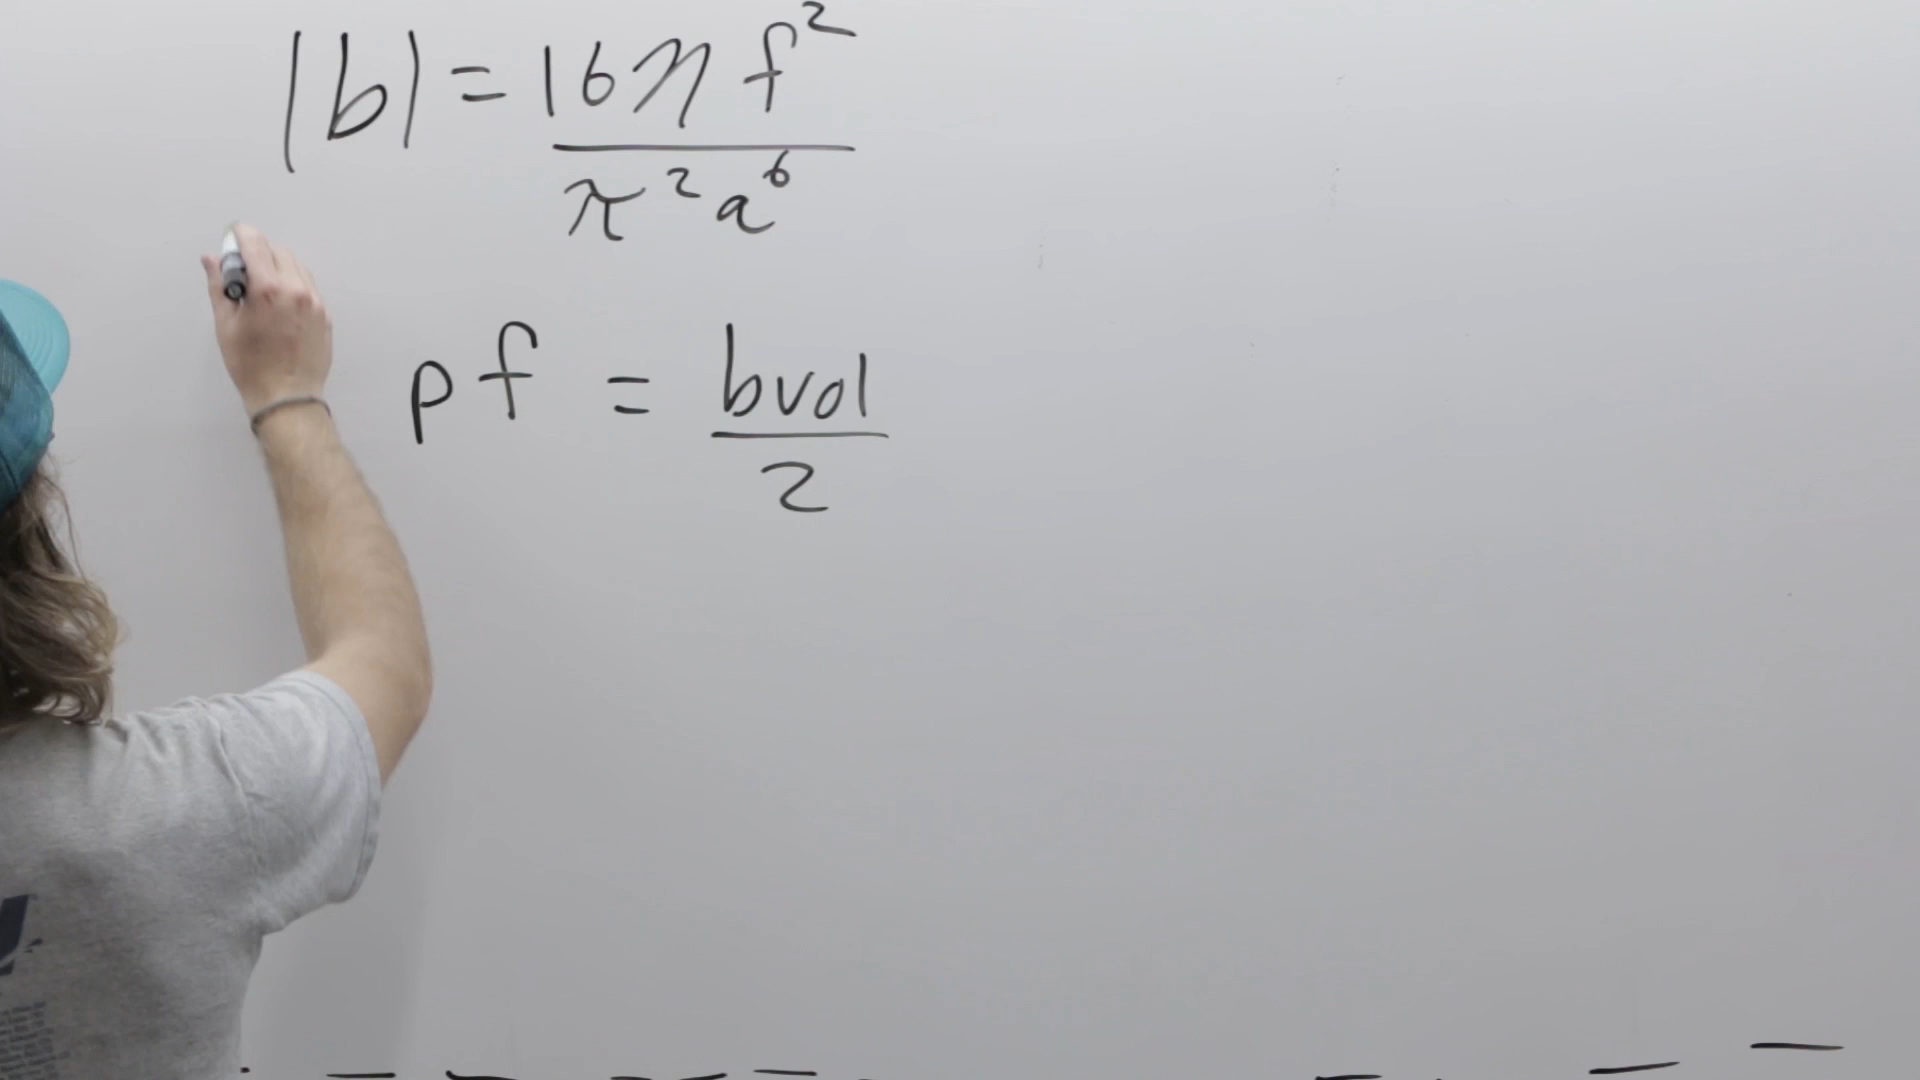 |b| = 16η f²
π² a⁶
pf = bvol
2